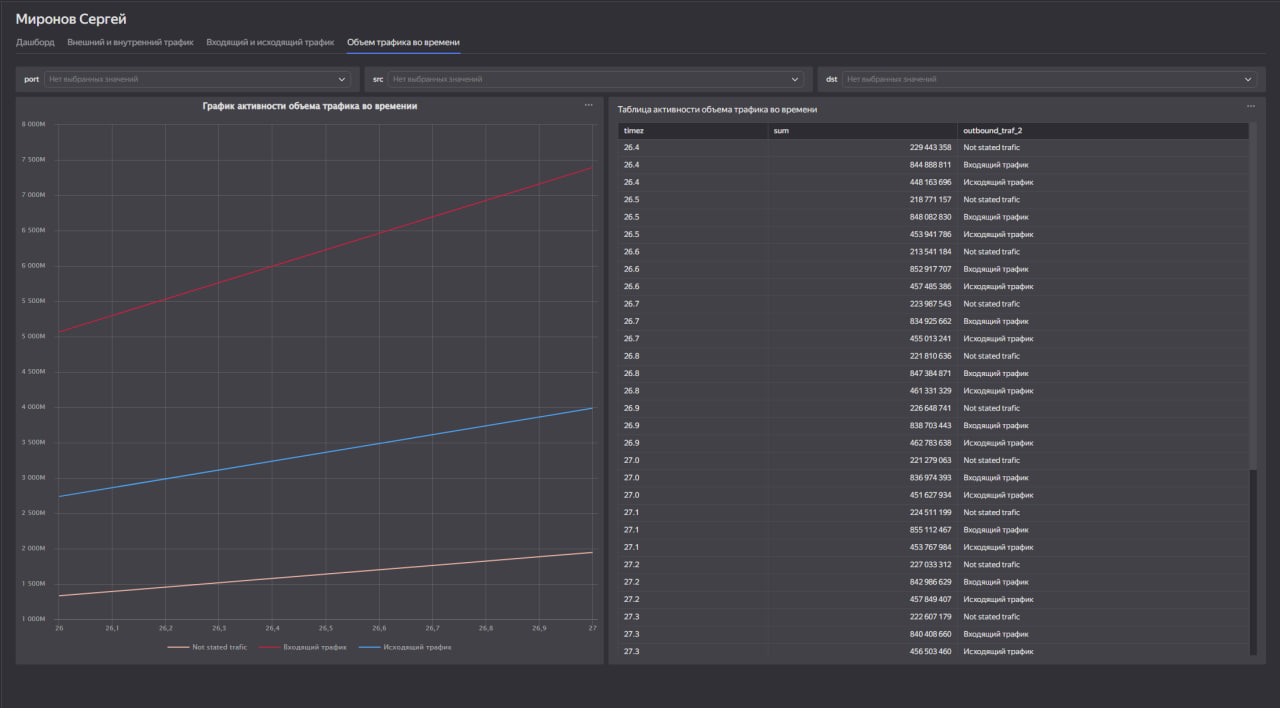 Миронов Сергей
Дашборд Внешний и внутренний трафик Входящий и исходящий трафик Объем трафика во времени
port Нет выбранных значений src Нет выбранных значений dst Нет выбранных значений
График активности объема трафика во времении
8 000M
7 500M
7 000M
6 500M
6 000M
5 500M
5 000M
4 500M
4 000M
3 500M
3 000M
2 500M
2 000M
1 500M
1 000M
26 26,1 26,2 26,3 26,4 26,5 26,6 26,7 26,8 26,9 27
Not stated trafic Входящий трафик Исходящий трафик
Таблица активности объема трафика во времени
timez sum outbound_traf_2
26.4 229 443 358 Not stated trafic
26.4 844 888 811 Входящий трафик
26.4 448 163 696 Исходящий трафик
26.5 218 771 157 Not stated trafic
26.5 848 082 830 Входящий трафик
26.5 453 941 786 Исходящий трафик
26.6 213 541 184 Not stated trafic
26.6 852 917 707 Входящий трафик
26.6 457 485 386 Исходящий трафик
26.7 223 987 543 Not stated trafic
26.7 834 925 662 Входящий трафик
26.7 455 013 241 Исходящий трафик
26.8 221 810 636 Not stated trafic
26.8 847 384 871 Входящий трафик
26.8 461 331 329 Исходящий трафик
26.9 226 648 741 Not stated trafic
26.9 838 703 443 Входящий трафик
26.9 462 783 638 Исходящий трафик
27.0 221 279 063 Not stated trafic
27.0 836 974 393 Входящий трафик
27.0 451 627 934 Исходящий трафик
27.1 224 511 199 Not stated trafic
27.1 855 112 467 Входящий трафик
27.1 453 767 984 Исходящий трафик
27.2 227 033 312 Not stated trafic
27.2 842 986 629 Входящий трафик
27.2 457 849 407 Исходящий трафик
27.3 222 607 179 Not stated trafic
27.3 840 408 660 Входящий трафик
27.3 456 503 460 Исходящий трафик